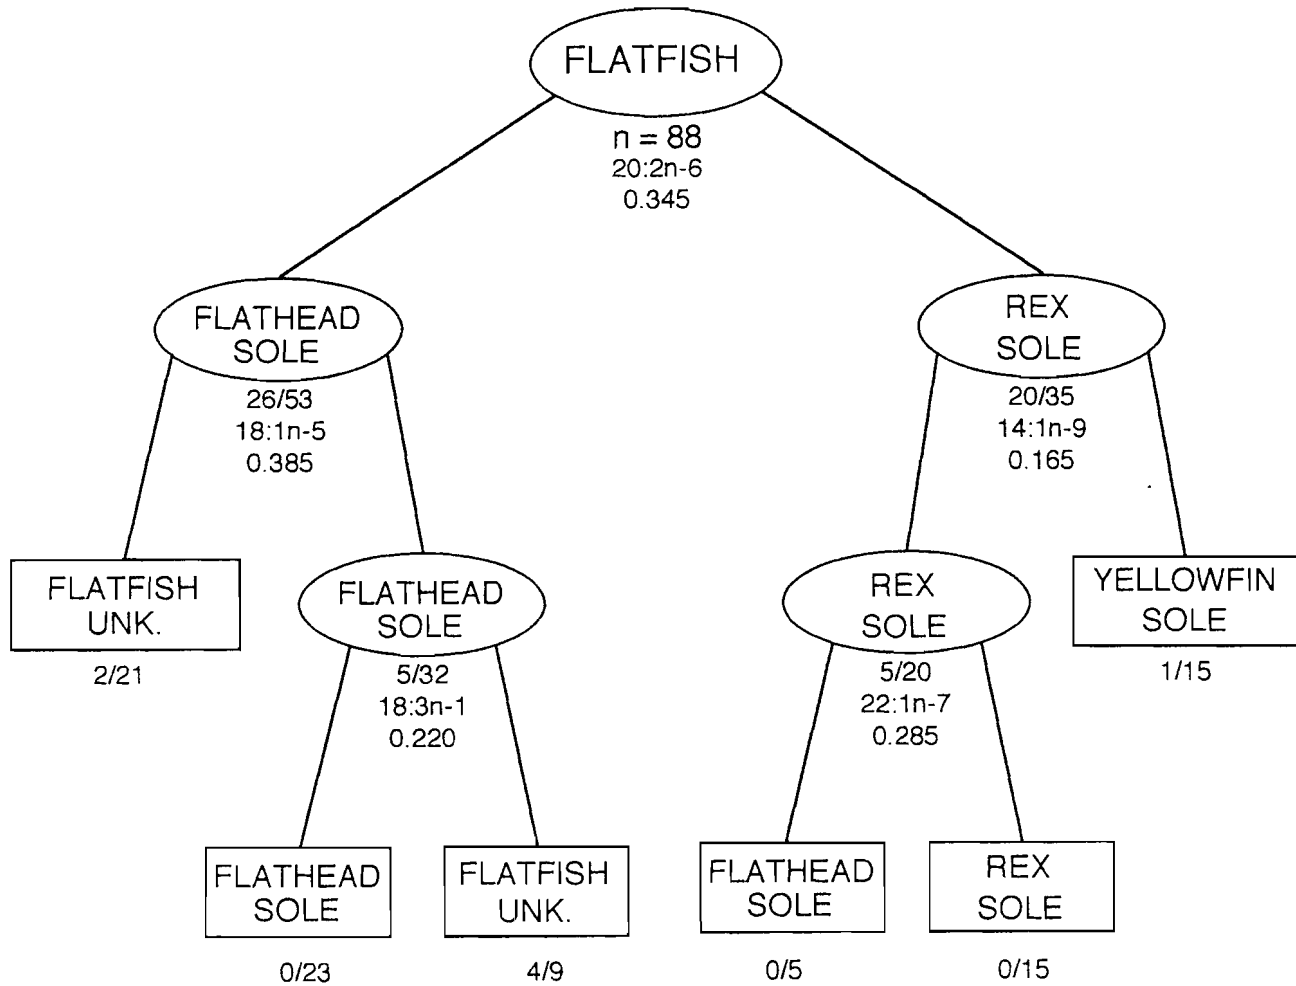 FLATFISH
n = 88
20:2n-6
0.345
FLATHEAD
SOLE
26/53
18:1n-5
0.385
REX
SOLE
20/35
14:1n-9
0.165
FLATFISH
UNK.
2/21
FLATHEAD
SOLE
5/32
18:3n-1
0.220
REX
SOLE
5/20
22:1n-7
0.285
YELLOWFIN
SOLE
1/15
FLATHEAD
SOLE
0/23
FLATFISH
UNK.
4/9
FLATHEAD
SOLE
0/5
REX
SOLE
0/15